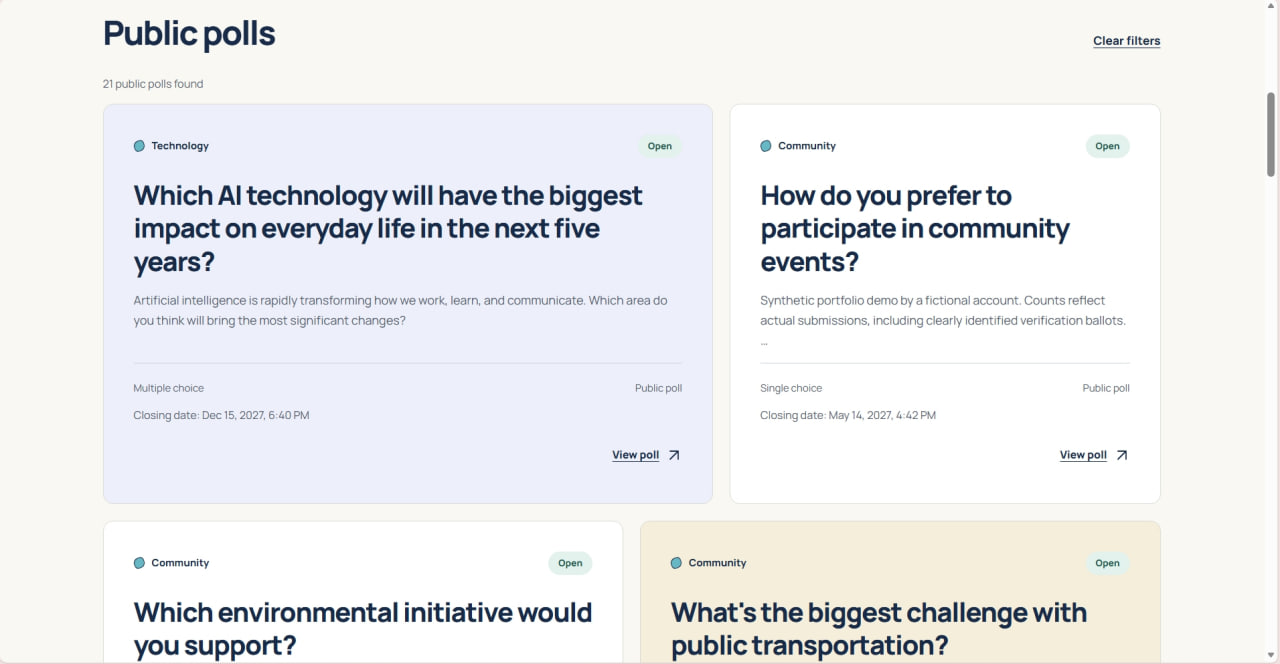 Public polls
Clear filters
21 public polls found
Technology
Open
Which AI technology will have the biggest
impact on everyday life in the next five
years?
Artificial intelligence is rapidly transforming how we work, learn, and communicate. Which area do
you think will bring the most significant changes?
Multiple choice
Public poll
Closing date: Dec 15, 2027, 6:40 PM
View poll
Community
Open
How do you prefer to
participate in community
events?
Synthetic portfolio demo by a fictional account. Counts reflect
actual submissions, including clearly identified verification ballots.
...
Single choice
Public poll
Closing date: May 14, 2027, 4:42 PM
View poll
Community
Open
Which environmental initiative would
you support?
Community
Open
What's the biggest challenge with
public transportation?